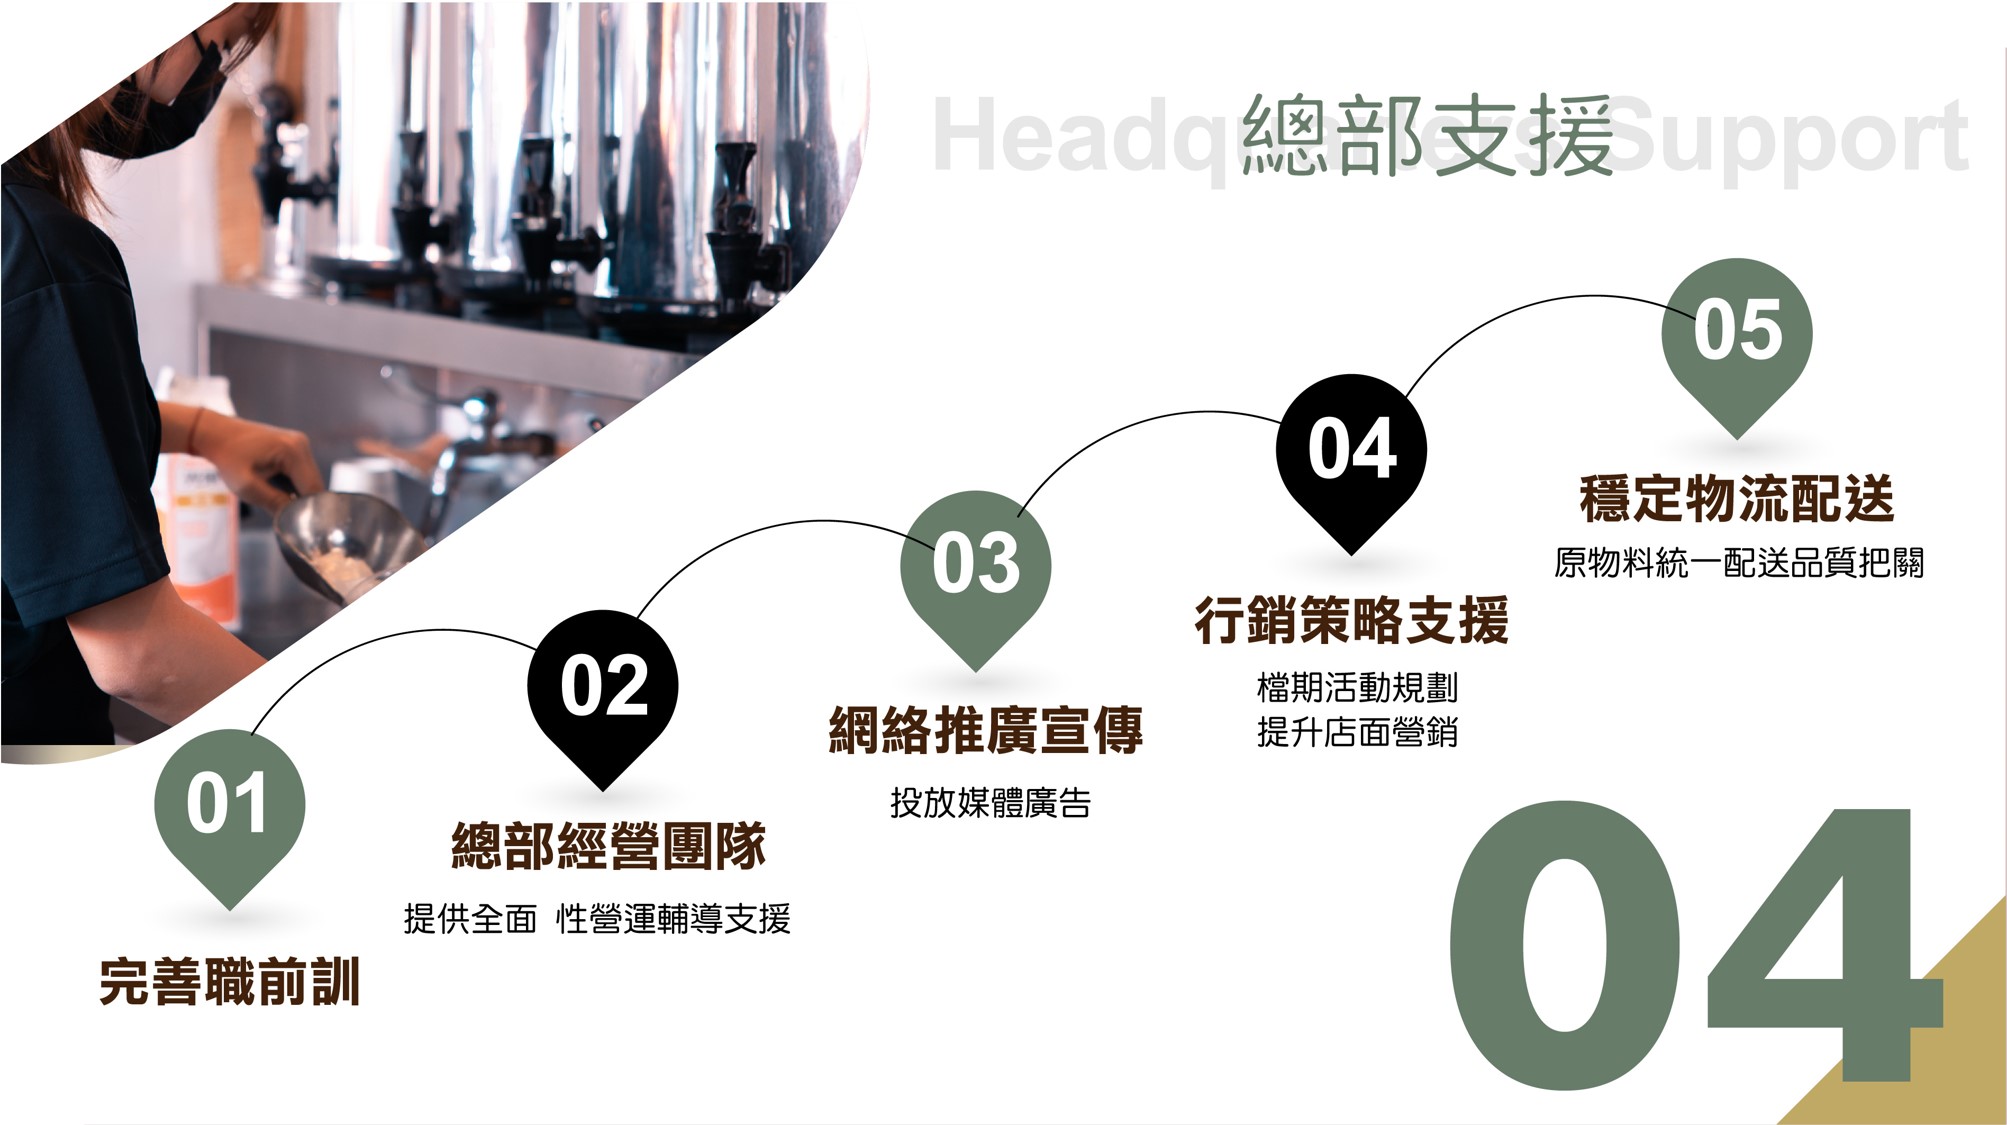 Headquarters Support
總部支援
01
完善職前訓
02
總部經營團隊
提供全面 性營運輔導支援
03
網絡推廣宣傳
投放媒體廣告
04
行銷策略支援
檔期活動規劃
提升店面營銷
05
穩定物流配送
原物料統一配送品質把關
04